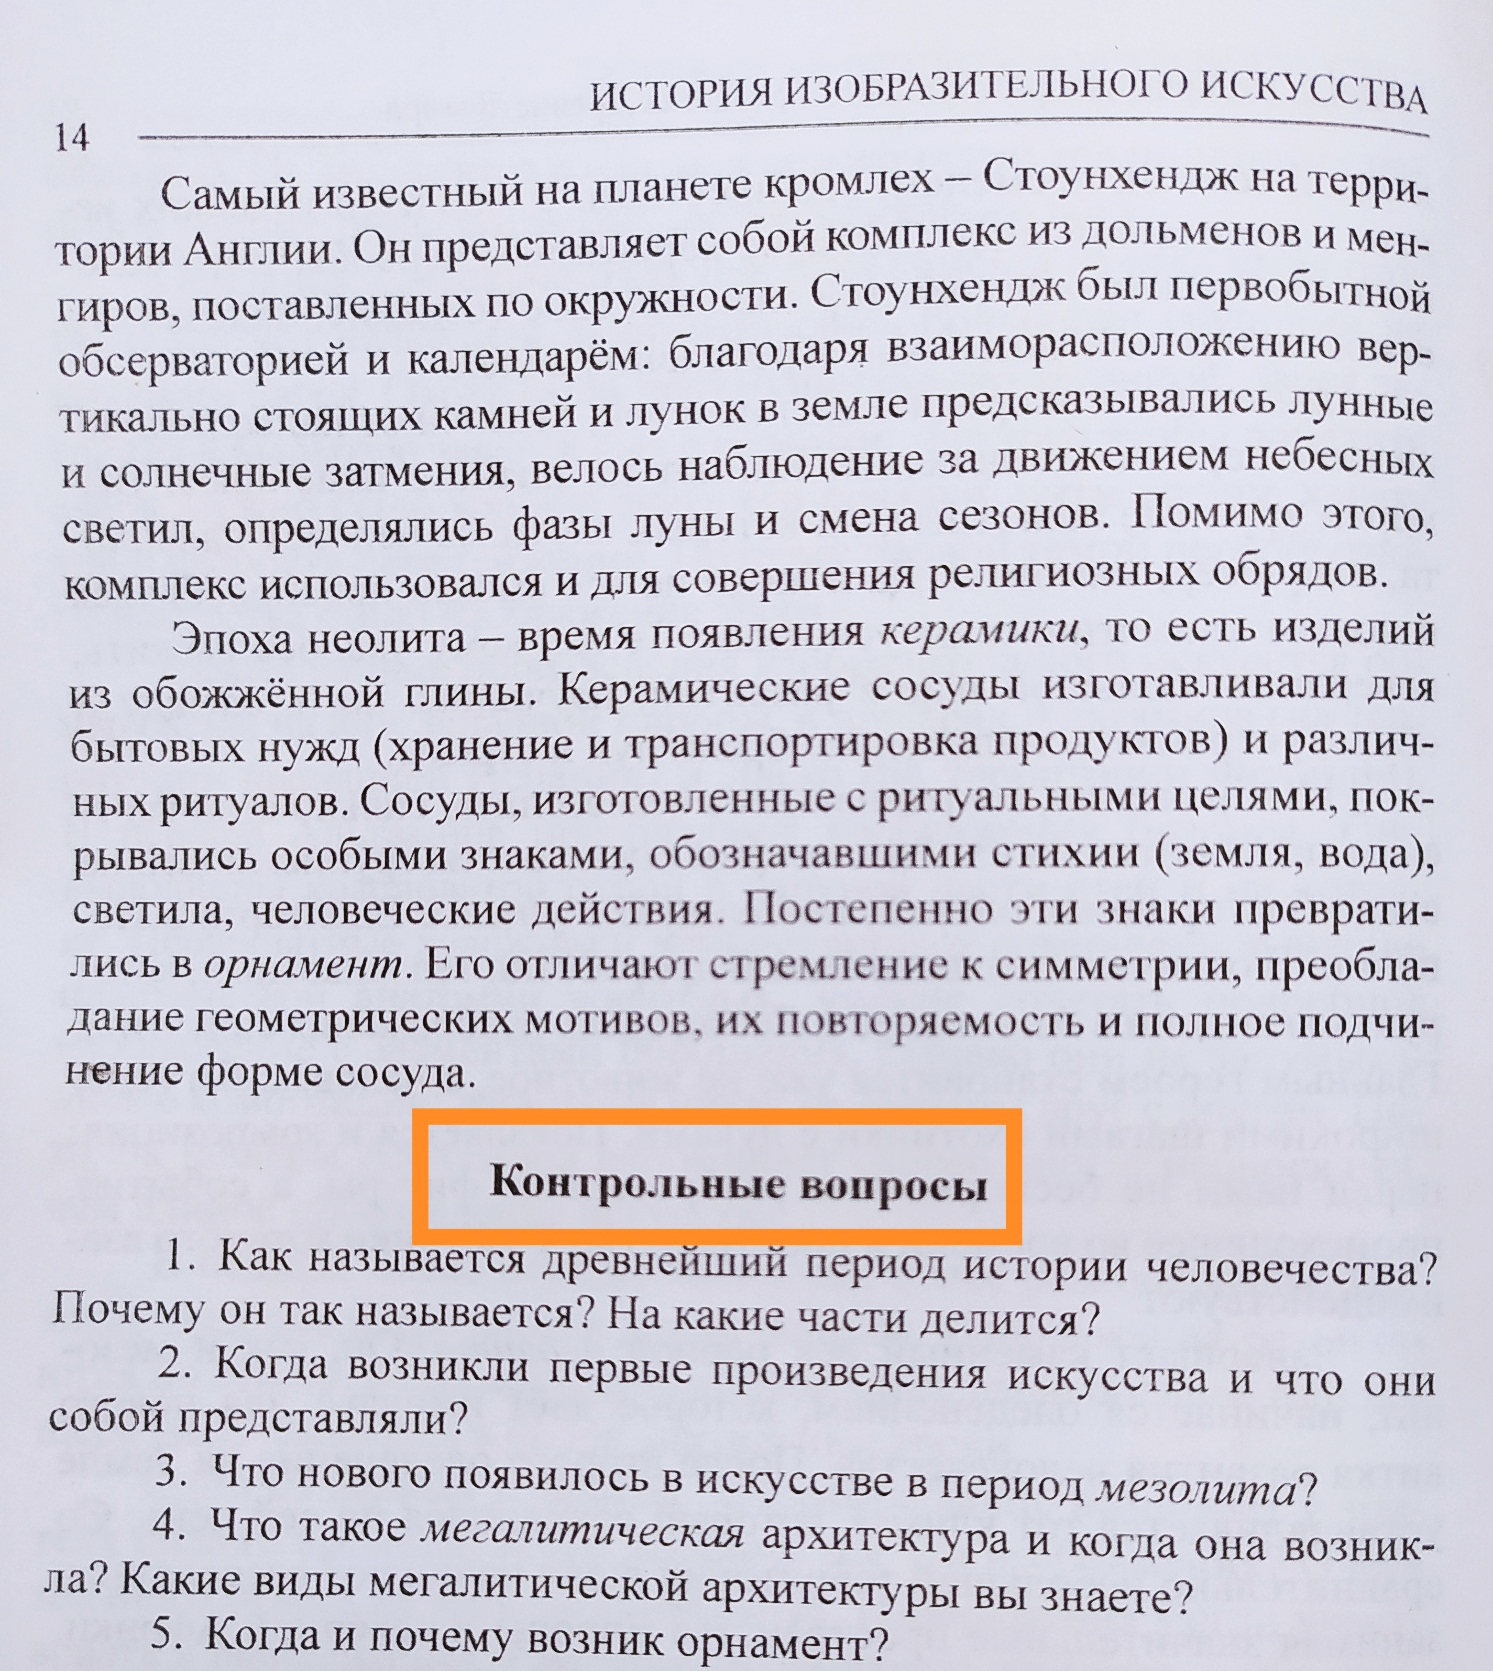 ИСТОРИЯ ИЗОБРАЗИТЕЛЬНОГО ИСКУССТВА
14
Самый известный на планете кромлех – Стоунхендж на терри-
тории Англии. Он представляет собой комплекс из дольменов и мен-
гиров, поставленных по окружности. Стоунхендж был первобытной
обсерваторией и календарём: благодаря взаиморасположению вер-
тикально стоящих камней и лунок в земле предсказывались лунные
и солнечные затмения, велось наблюдение за движением небесных
светил, определялись фазы луны и смена сезонов. Помимо этого,
комплекс использовался и для совершения религиозных обрядов.
Эпоха неолита – время появления керамики, то есть изделий
из обожжённой глины. Керамические сосуды изготавливали для
бытовых нужд (хранение и транспортировка продуктов) и различ-
ных ритуалов. Сосуды, изготовленные с ритуальными целями, пок-
рывались особыми знаками, обозначавшими стихии (земля, вода),
светила, человеческие действия. Постепенно эти знаки преврати-
лись в орнамент. Его отличают стремление к симметрии, преобла-
дание геометрических мотивов, их повторяемость и полное подчи-
нение форме сосуда.
Контрольные вопросы
1. Как называется древнейший период истории человечества?
Почему он так называется? На какие части делится?
2. Когда возникли первые произведения искусства и что они
собой представляли?
3. Что нового появилось в искусстве в период мезолита?
4. Что такое мегалитическая архитектура и когда она возник-
ла? Какие виды мегалитической архитектуры вы знаете?
5. Когда и почему возник орнамент?